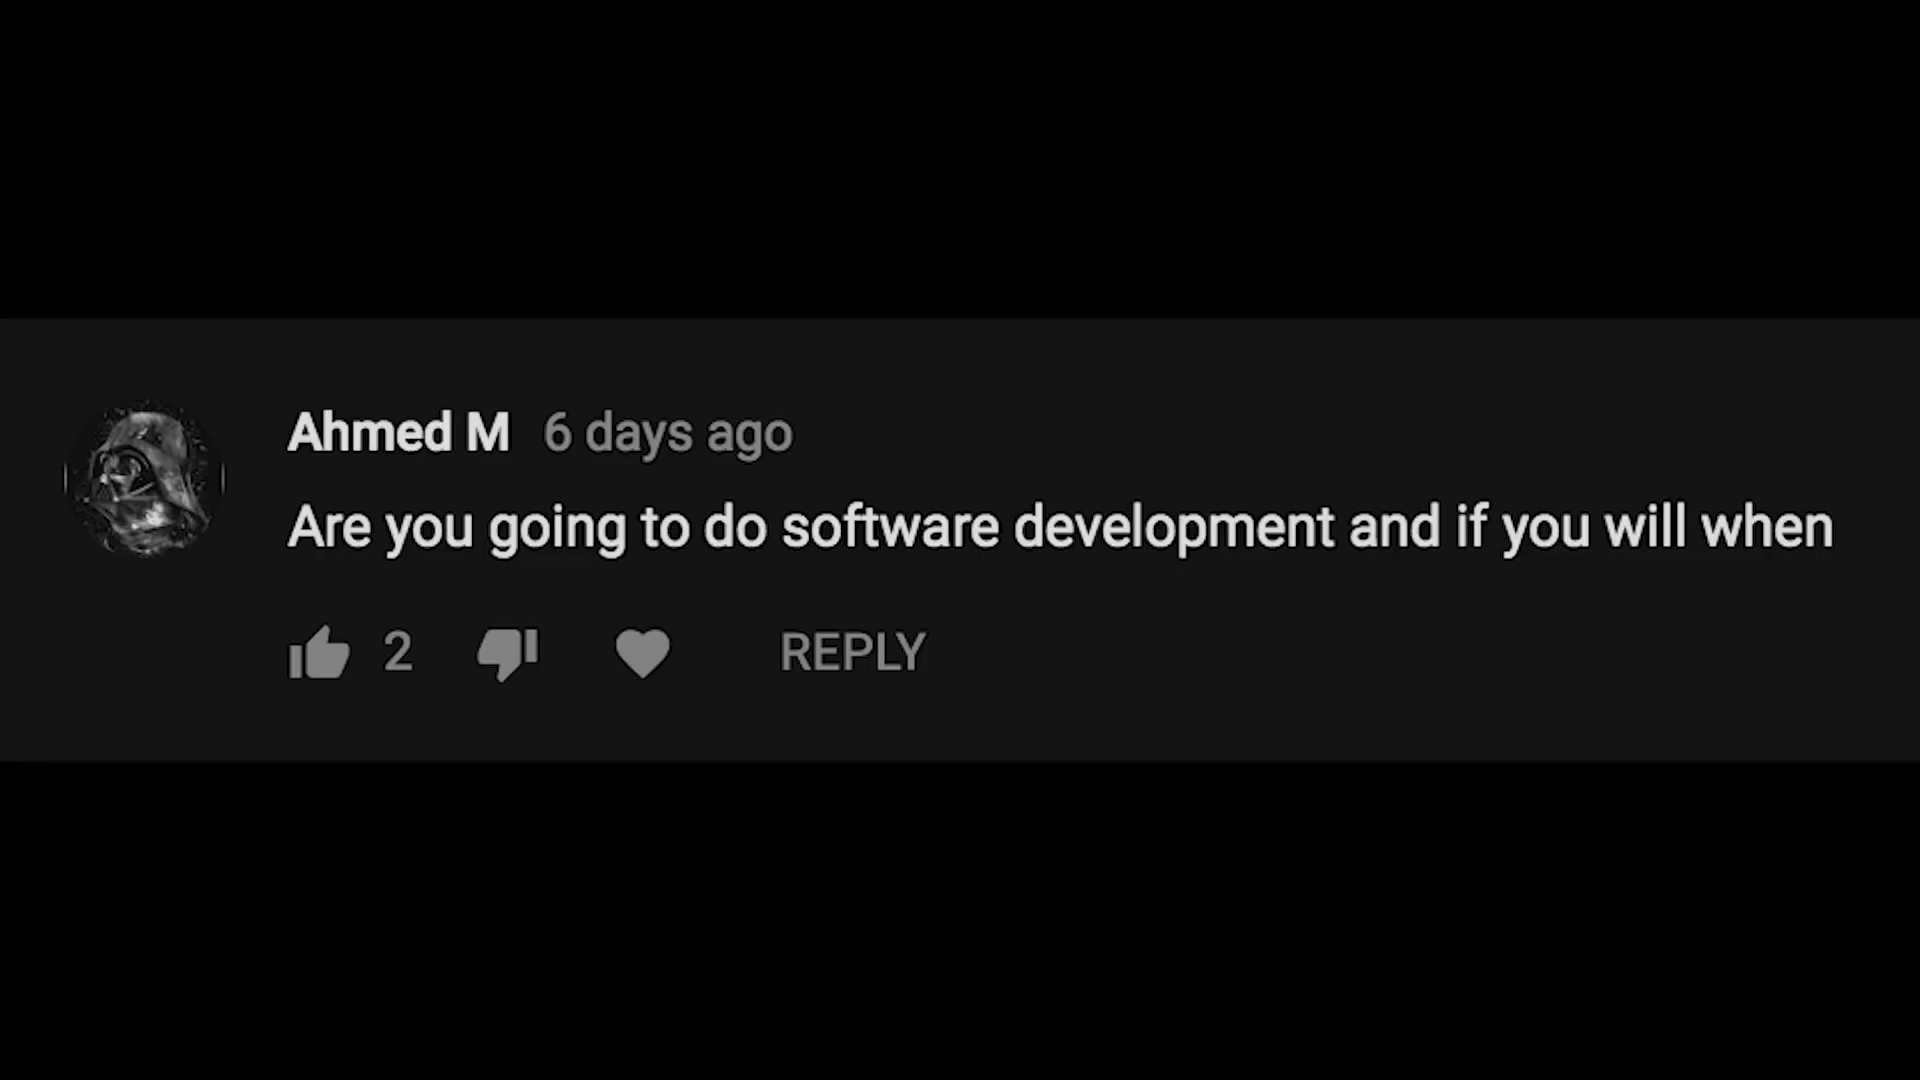 Ahmed M 6 days ago
Are you going to do software development and if you will when
2 REPLY